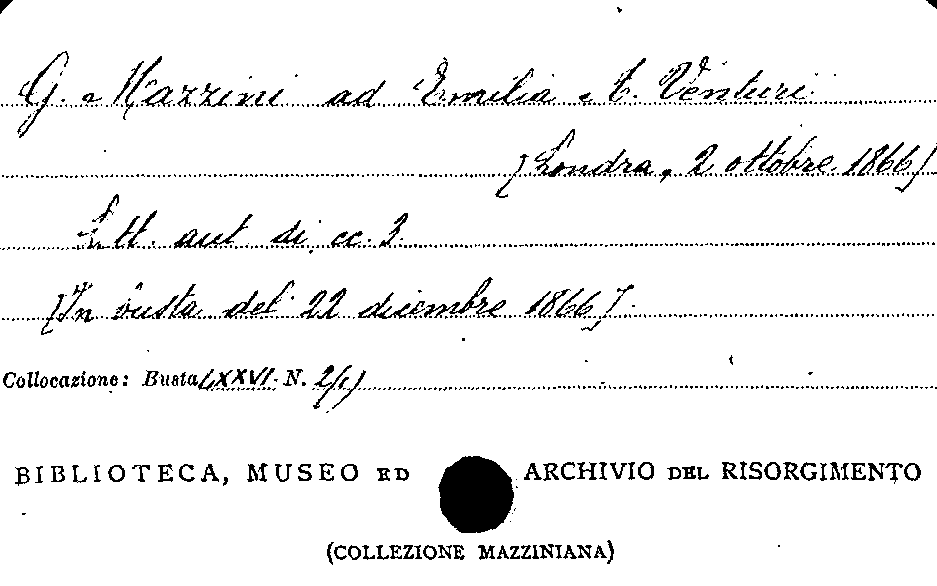 G. Mazzini ad Emilia A. Venturi
[Londra, 2 ottobre 1866]
Lett. aut. di cc. 3.
[In busta del 22 dicembre 1866].
Collocazione: Busta LXXVI. N. 2/(1)
BIBLIOTECA, MUSEO ED ARCHIVIO DEL RISORGIMENTO
(COLLEZIONE MAZZINIANA)